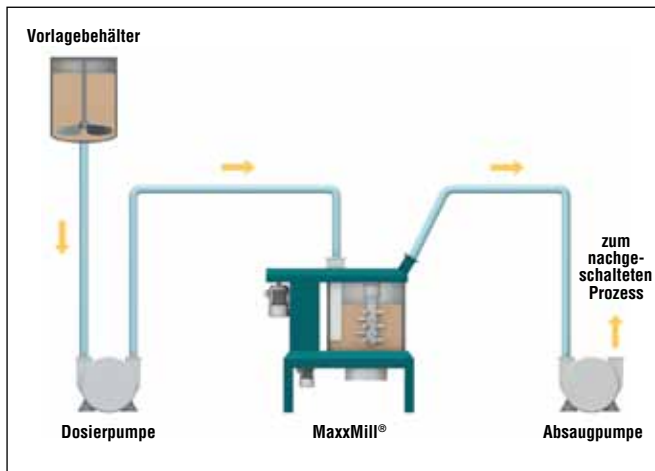 Vorlagebehälter
zum
nachge-
schalteten
Prozess
Dosierpumpe
MaxxMill®
Absaugpumpe